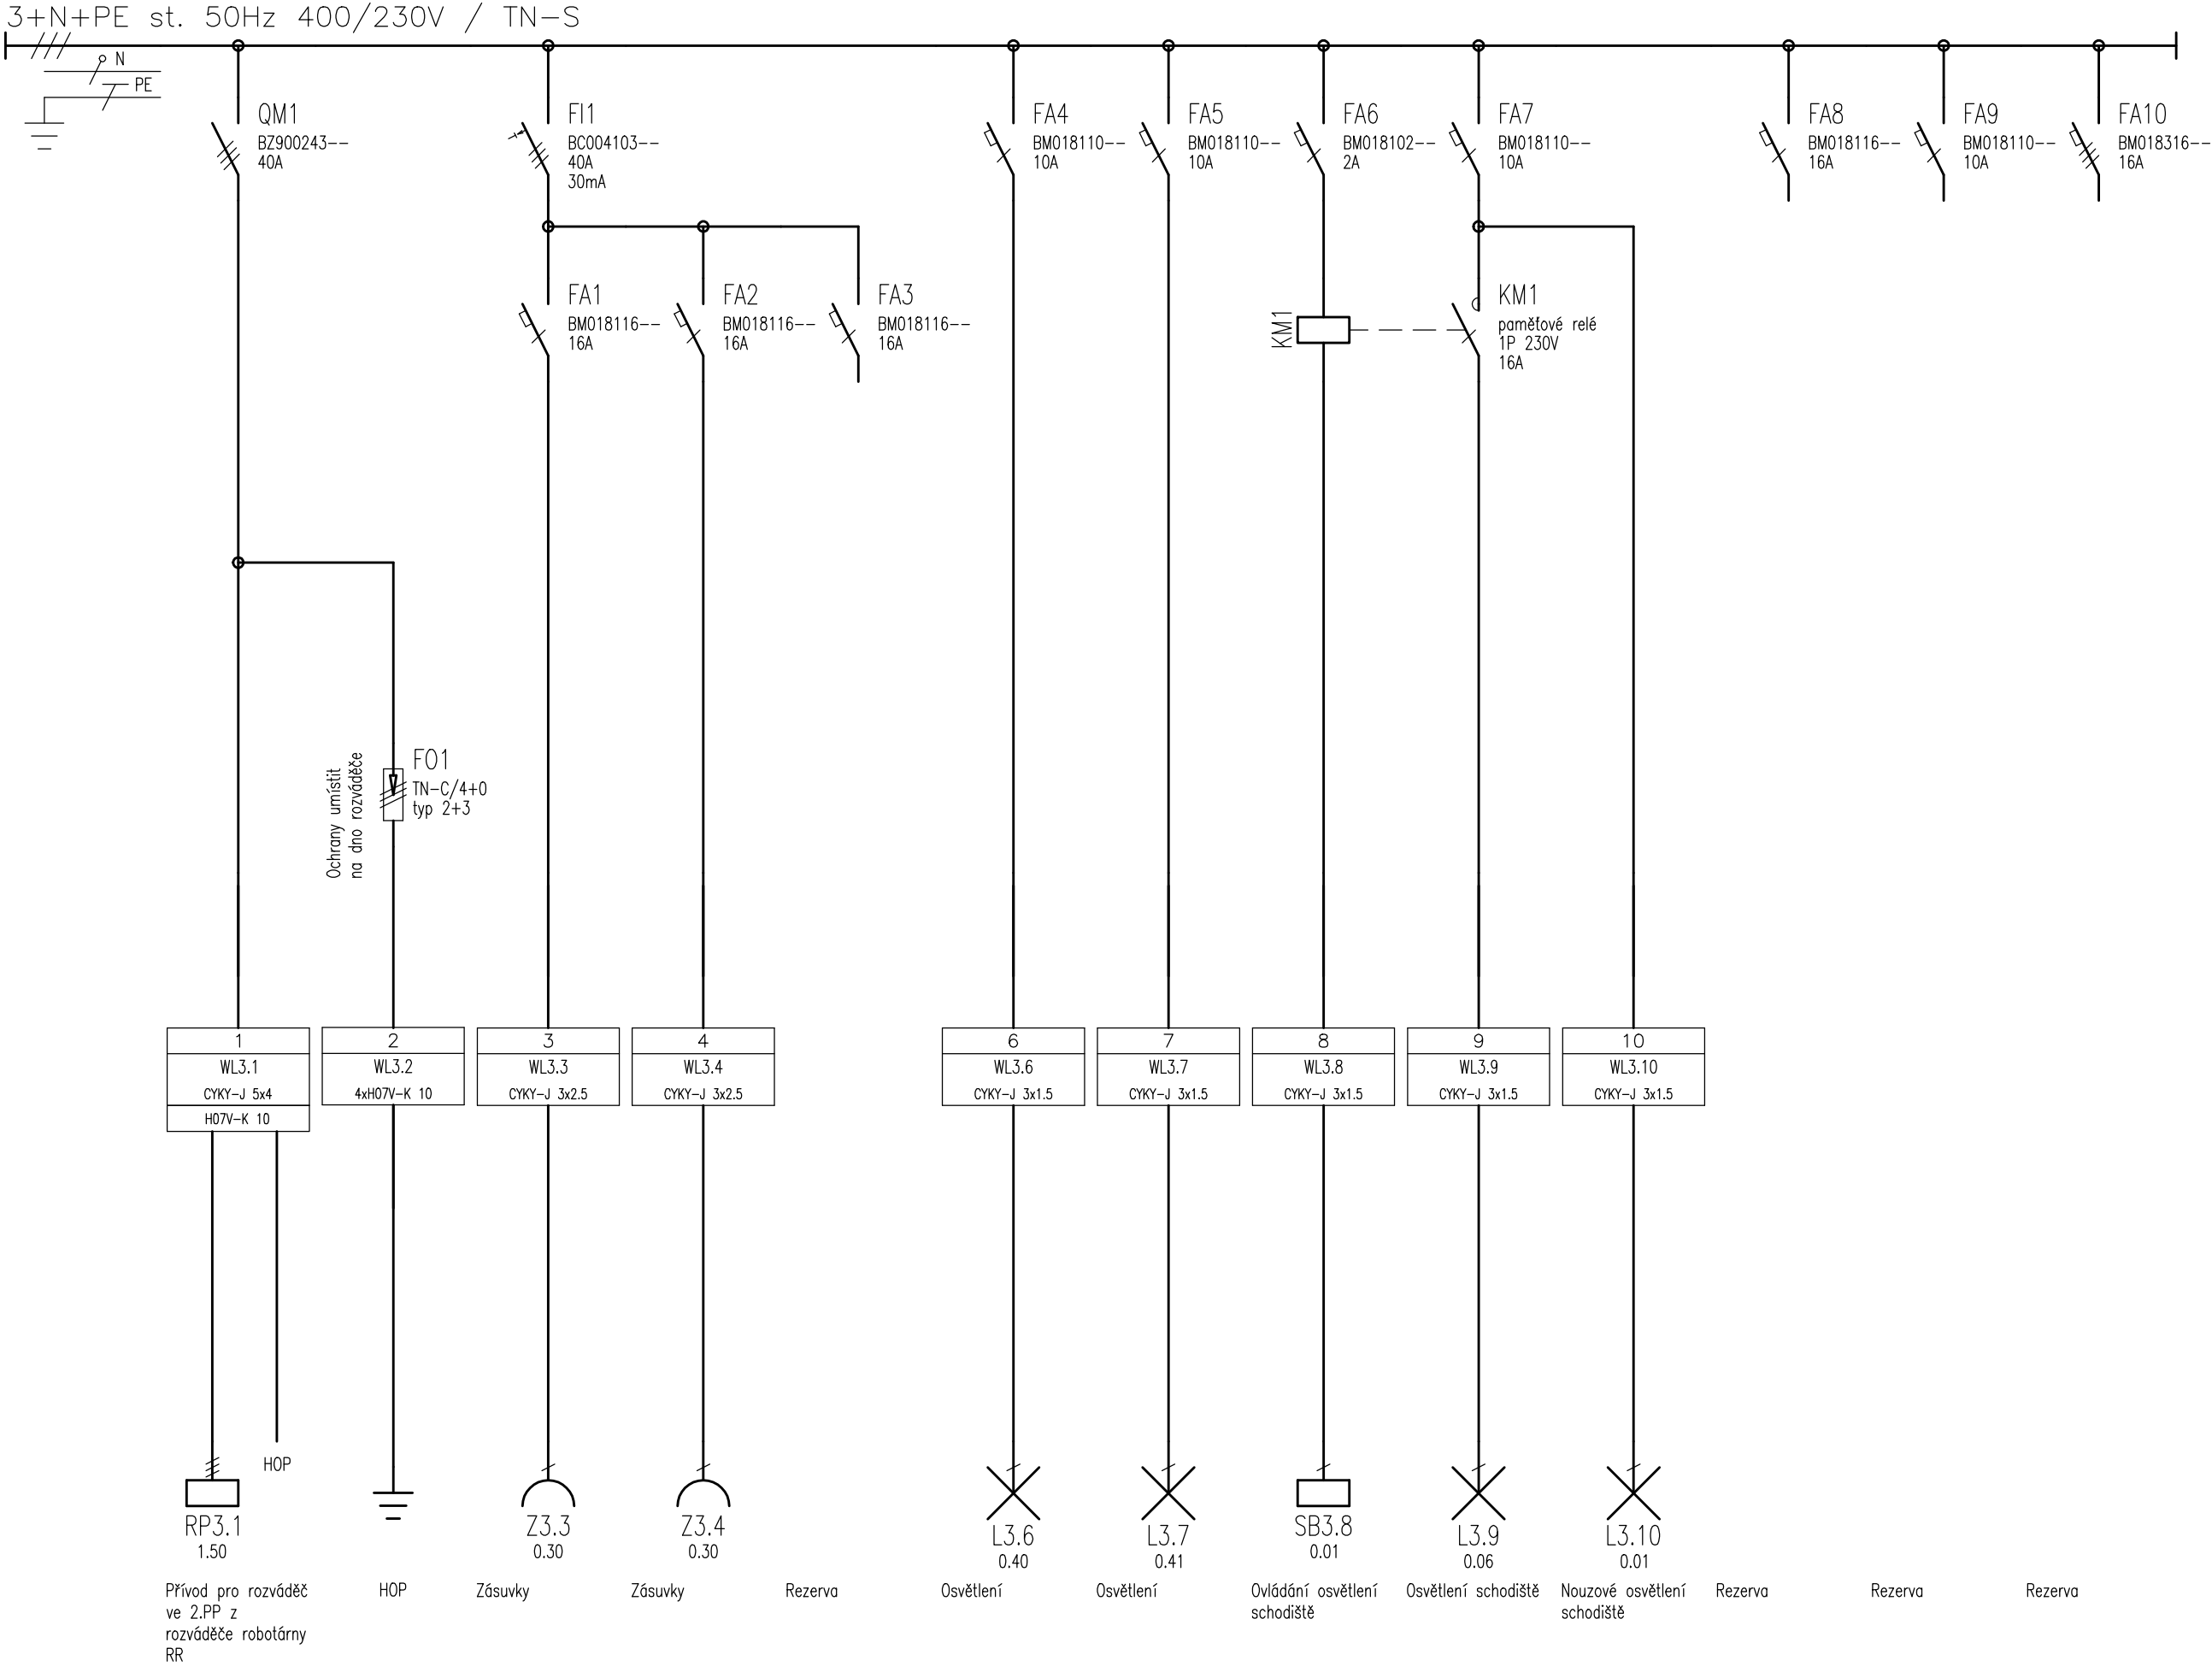 3+N+PE st. 50Hz 400/230V / TN-S
N
PE
QM1
BZ900243--
40A
FI1
BC004103--
40A
30mA
FA4
BM018110--
10A
FA5
BM018110--
10A
FA6
BM018102--
2A
FA7
BM018110--
10A
FA8
BM018116--
16A
FA9
BM018110--
10A
FA10
BM018316--
16A
FA1
BM018116--
16A
FA2
BM018116--
16A
FA3
BM018116--
16A
KM1
KM1
paměťové relé
1P 230V
16A
Ochrany umístit
na dno rozváděče
FO1
TN-C/4+0
typ 2+3
1
WL3.1
CYKY-J 5x4
H07V-K 10
2
WL3.2
4xH07V-K 10
3
WL3.3
CYKY-J 3x2.5
4
WL3.4
CYKY-J 3x2.5
6
WL3.6
CYKY-J 3x1.5
7
WL3.7
CYKY-J 3x1.5
8
WL3.8
CYKY-J 3x1.5
9
WL3.9
CYKY-J 3x1.5
10
WL3.10
CYKY-J 3x1.5
HOP
RP3.1
1.50
Z3.3
0.30
Z3.4
0.30
L3.6
0.40
L3.7
0.41
SB3.8
0.01
L3.9
0.06
L3.10
0.01
Přívod pro rozváděč
ve 2.PP z
rozváděče robotárny
RR
HOP
Zásuvky
Zásuvky
Rezerva
Osvětlení
Osvětlení
Ovládání osvětlení
schodiště
Osvětlení schodiště
Nouzové osvětlení
schodiště
Rezerva
Rezerva
Rezerva